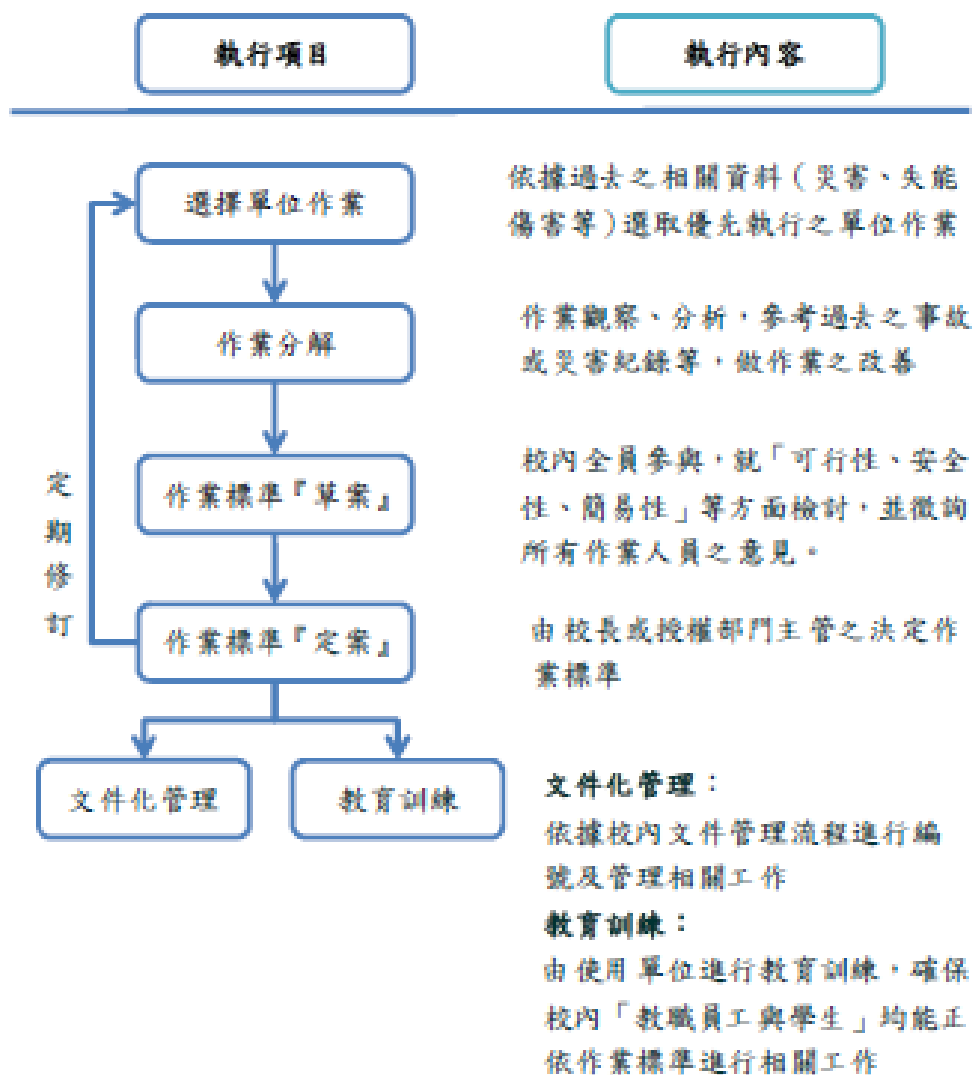 執行項目
執行內容
選擇單位作業
依據過去之相關資料(災害、失能
傷害等)選取優先執行之單位作業
作業分解
作業觀察、分析,參考過去之事故
或災害紀錄等,做作業之改善
作業標準『草案』
校內全員參與,就「可行性、安全
性、簡易性」等方面檢討,並徵詢
所有作業人員之意見。
定期修訂
作業標準『定案』
由校長或授權部門主管之決定作
業標準
文件化管理
教育訓練
文件化管理:
依據校內文件管理流程進行編
號及管理相關工作
教育訓練:
由使用單位進行教育訓練,確保
校內「教職員工與學生」均能正
依作業標準進行相關工作